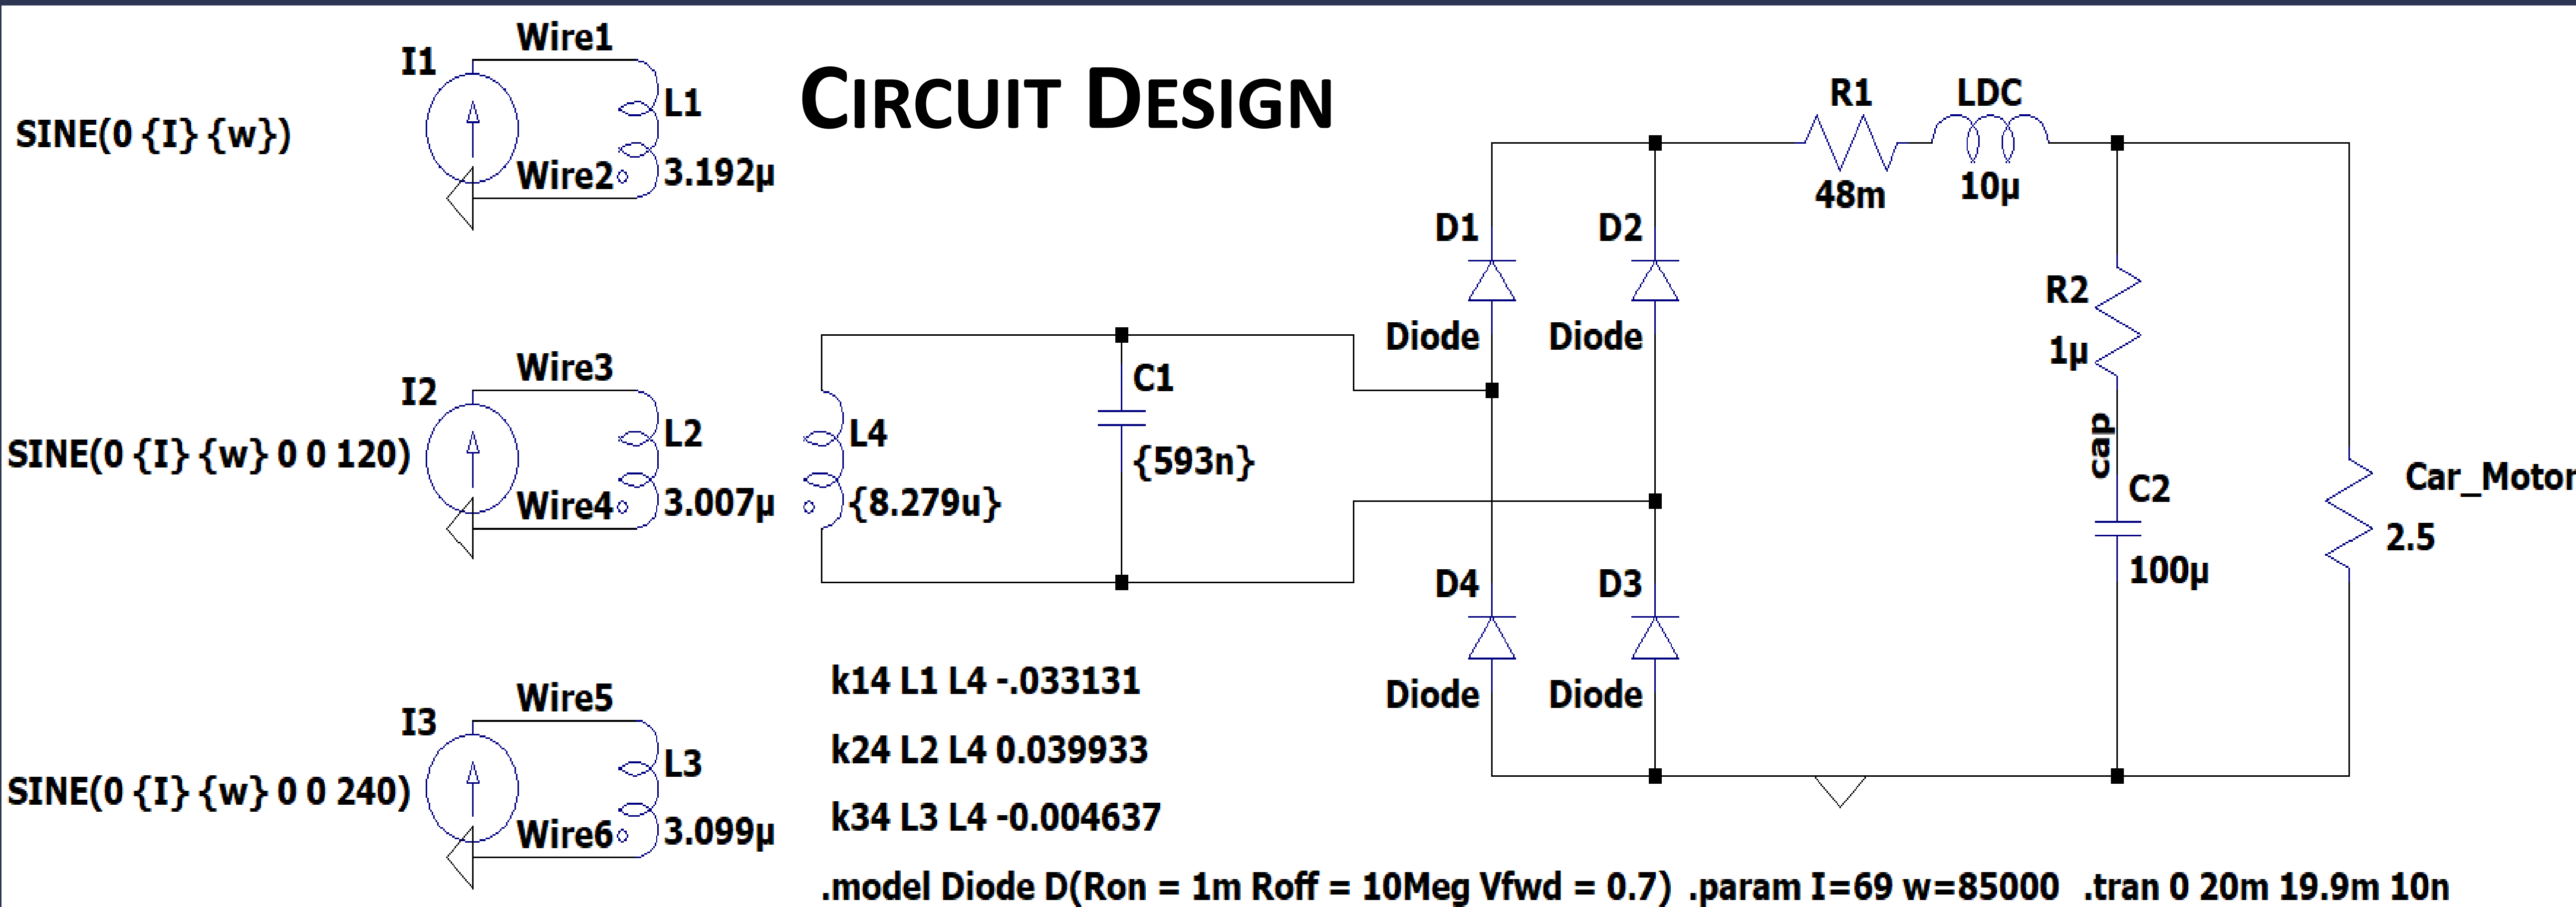 CIRCUIT DESIGN
I1
Wire1
L1
SINE(0 {I} {w})
Wire2
3.192µ
I2
Wire3
L2
SINE(0 {I} {w} 0 0 120)
Wire4
3.007µ
I3
Wire5
L3
SINE(0 {I} {w} 0 0 240)
Wire6
3.099µ
L4
{8.279u}
C1
{593n}
D1
Diode
D2
Diode
D4
Diode
D3
Diode
R1
48m
LDC
10µ
R2
1µ
cap
C2
100µ
Car_Motor
2.5
k14 L1 L4 -.033131
k24 L2 L4 0.039933
k34 L3 L4 -0.004637
.model Diode D(Ron = 1m Roff = 10Meg Vfwd = 0.7) .param I=69 w=85000 .tran 0 20m 19.9m 10n